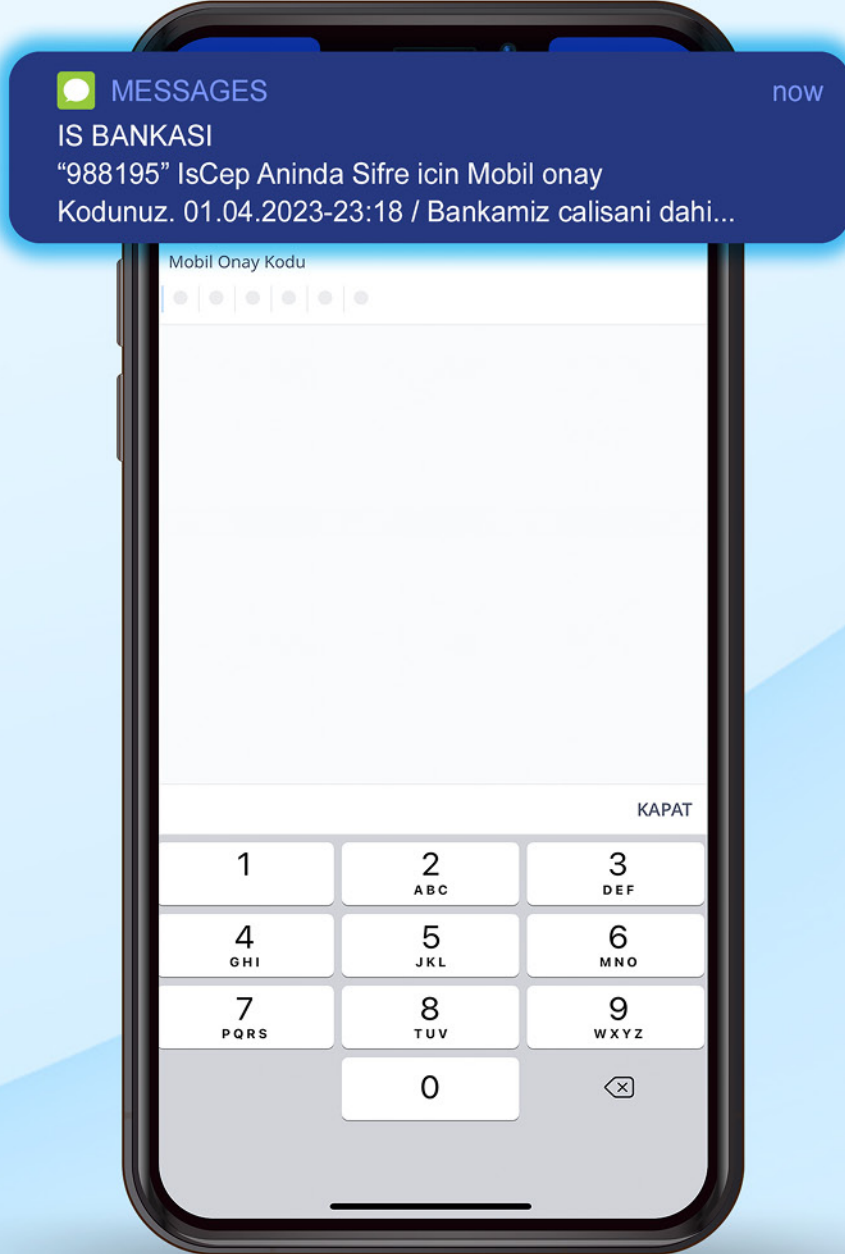 MESSAGES now
IS BANKASI
“988195” IsCep Aninda Sifre icin Mobil onay
Kodunuz. 01.04.2023-23:18 / Bankamiz calisani dahi...
Mobil Onay Kodu
KAPAT
1 2 3
ABC DEF
4 5 6
GHI JKL MNO
7 8 9
PQRS TUV WXYZ
0